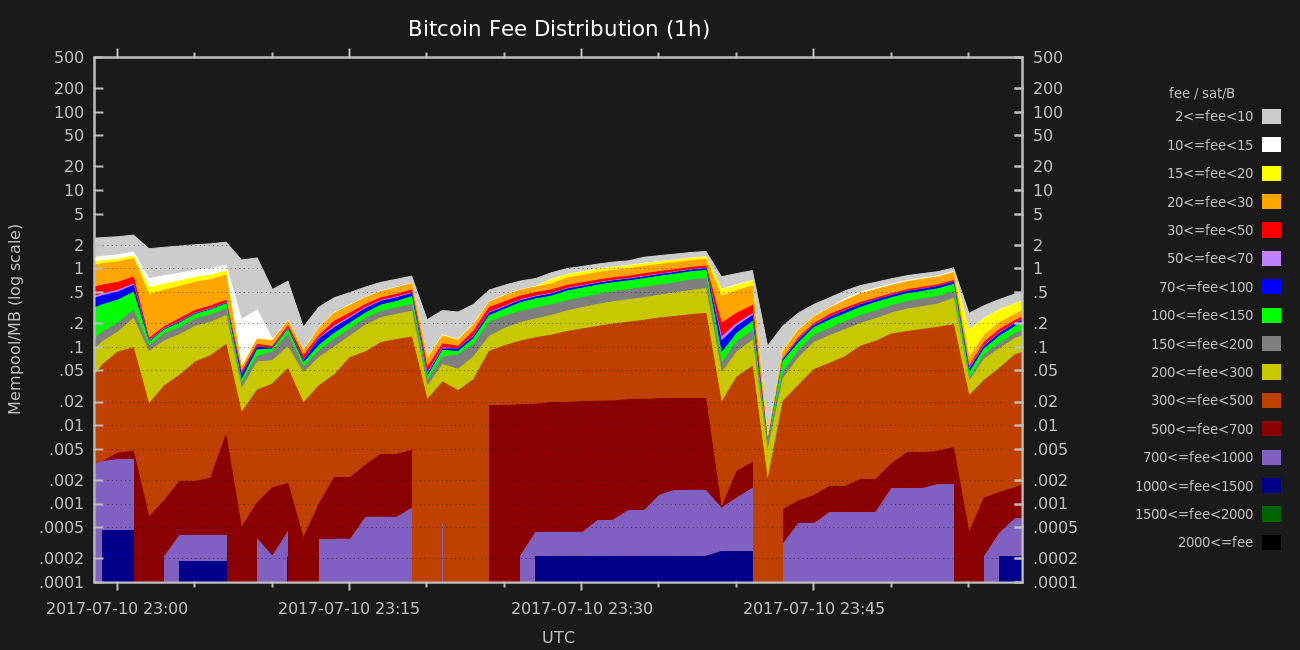 Bitcoin Fee Distribution (1h)
Mempool/MB (log scale)
500
200
100
50
20
10
5
2
1
.5
.2
.1
.05
.02
.01
.005
.002
.001
.0005
.0002
.0001
500
200
100
50
20
10
5
2
1
.5
.2
.1
.05
.02
.01
.005
.002
.001
.0005
.0002
.0001
2017-07-10 23:00 2017-07-10 23:15 2017-07-10 23:30 2017-07-10 23:45
UTC
fee / sat/B
2<=fee<10
10<=fee<15
15<=fee<20
20<=fee<30
30<=fee<50
50<=fee<70
70<=fee<100
100<=fee<150
150<=fee<200
200<=fee<300
300<=fee<500
500<=fee<700
700<=fee<1000
1000<=fee<1500
1500<=fee<2000
2000<=fee